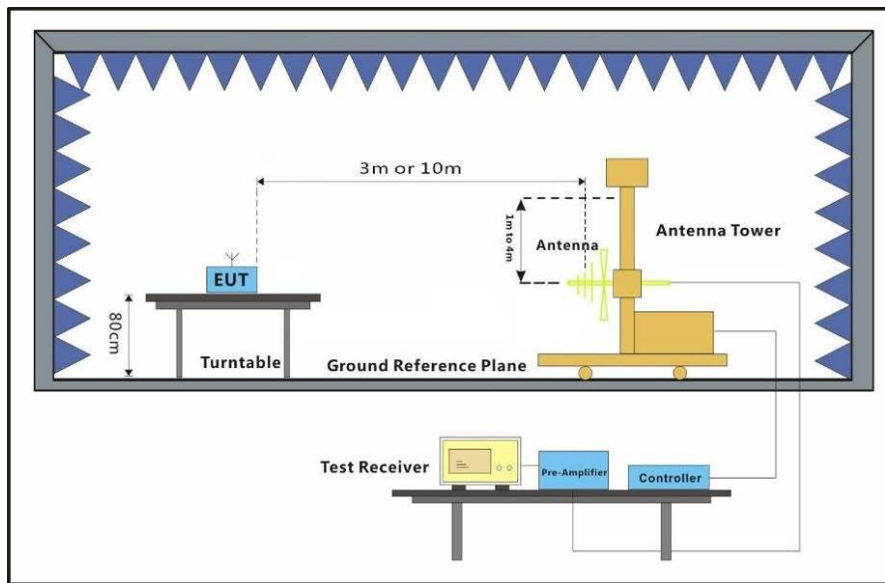 3m or 10m
1m to 4m
Antenna
Antenna Tower
EUT
80cm
Turntable
Ground Reference Plane
Test Receiver
Pre-Amplifier
Controller